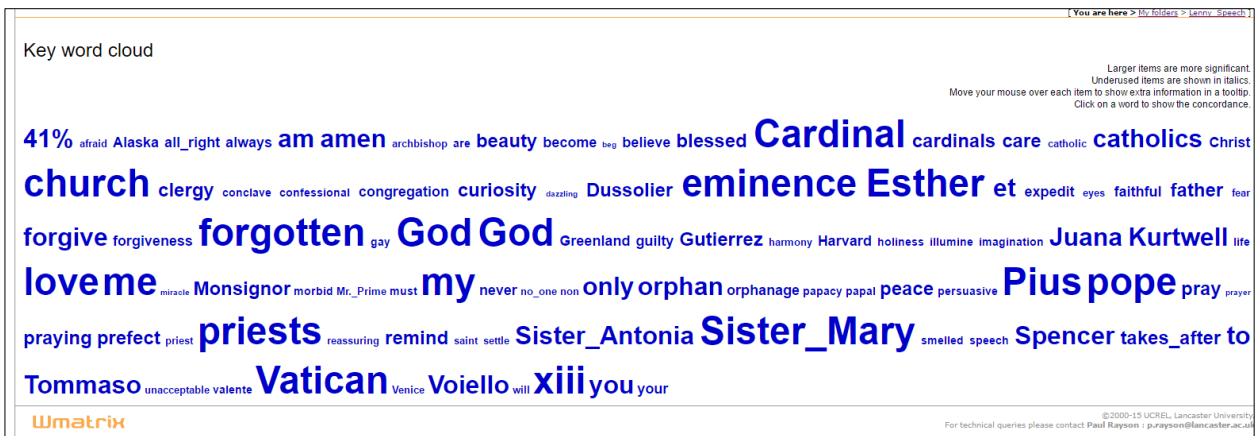 [ You are here > My folders > Lenny_Speech ]
Key word cloud
Larger items are more significant.
Underused items are shown in italics.
Move your mouse over each item to show extra information in a tooltip.
Click on a word to show the concordance.
41% afraid Alaska all_right always am amen archbishop are beauty become beg believe blessed Cardinal cardinals care catholic catholics Christ
church clergy conclave confessional congregation curiosity dazzling Dussolier eminence Esther et expedit eyes faithful father fear
forgive forgiveness forgotten gay God God Greenland guilty Gutierrez harmony Harvard holiness illumine imagination Juana Kurtwell life
love me miracle Monsignor morbid Mr._Prime must my never no_one non only orphan orphanage papacy papal peace persuasive Pius pope pray prayer
praying prefect priest priests reassuring remind saint settle Sister_Antonia Sister_Mary smelled speech Spencer takes_after to
Tommaso unacceptable valente Vatican Venice Voiello will xiii you your
Wmatrix
©2000-15 UCREL, Lancaster University.
For technical queries please contact Paul Rayson : p.rayson@lancaster.ac.uk